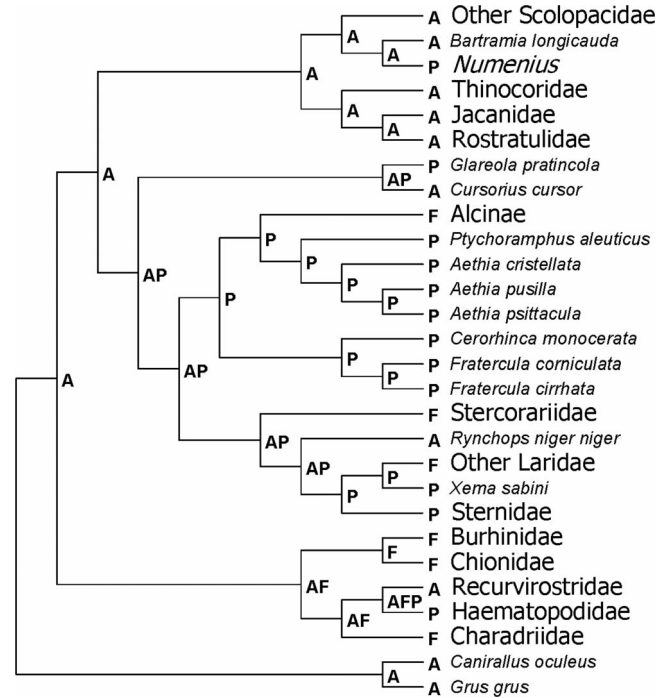 A Other Scolopacidae
A
A Bartramia longicauda
A
P Numenius
A
A Thinocoridae
A
A Jacanidae
A
A Rostratulidae
P Glareola pratincola
A
AP
A Cursorius cursor
F Alcinae
P
P Ptychoramphus aleuticus
P
P Aethia cristellata
AP
P
P Aethia pusilla
P
P
P Aethia psittacula
P Cerorhinca monocerata
P
AP
P Fratercula corniculata
A
P
P Fratercula cirrhata
F Stercorariidae
AP
A Rynchops niger niger
AP
F Other Laridae
P
P Xema sabini
P
P Sternidae
F Burhinidae
F
F Chionidae
AF
A Recurvirostridae
AFP
P Haematopodidae
AF
F Charadriidae
A Canirallus oculeus
A
A Grus grus